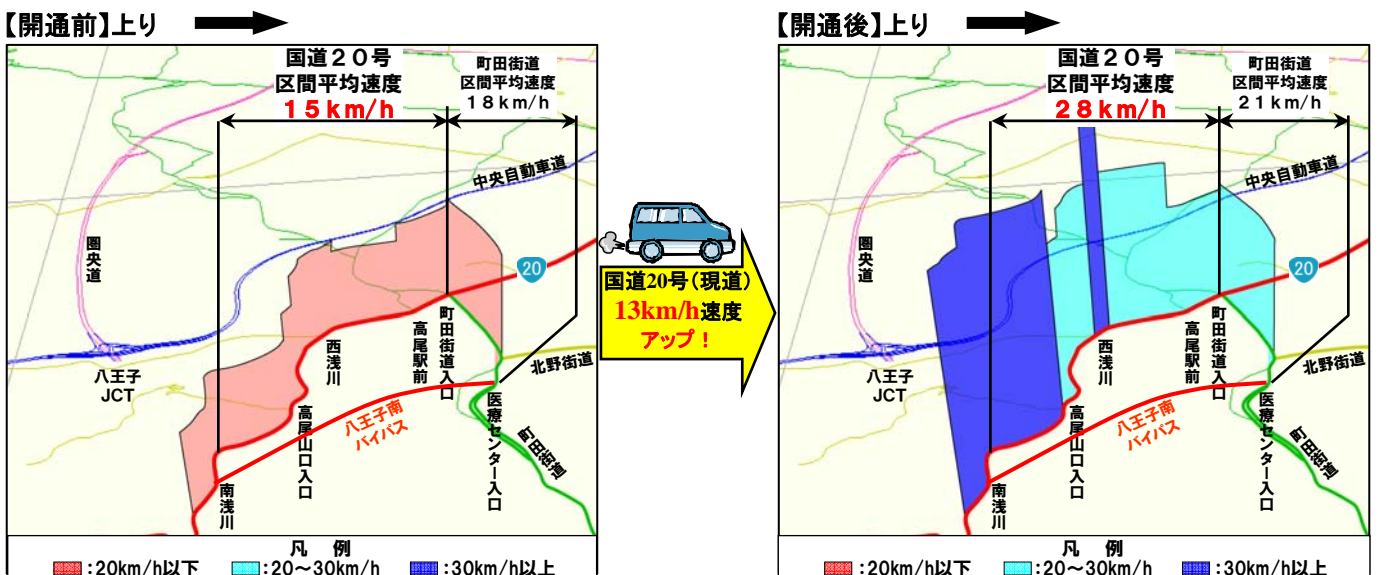 【開通前】上り
国道20号
区間平均速度
15km/h
町田街道
区間平均速度
18km/h
中央自動車道
圏央道
20
八王子
JCT
西浅川
高尾駅前
町田街道入口
北野街道
高尾山口入口
八王子南
バイパス
医療センター入口
町田街道
南浅川
凡 例
:20km/h以下 :20～30km/h :30km/h以上
国道20号(現道)
13km/h速度
アップ！
【開通後】上り
国道20号
区間平均速度
28km/h
町田街道
区間平均速度
21km/h
中央自動車道
圏央道
20
八王子
JCT
西浅川
高尾駅前
町田街道入口
北野街道
高尾山口入口
八王子南
バイパス
医療センター入口
町田街道
南浅川
凡 例
:20km/h以下 :20～30km/h :30km/h以上